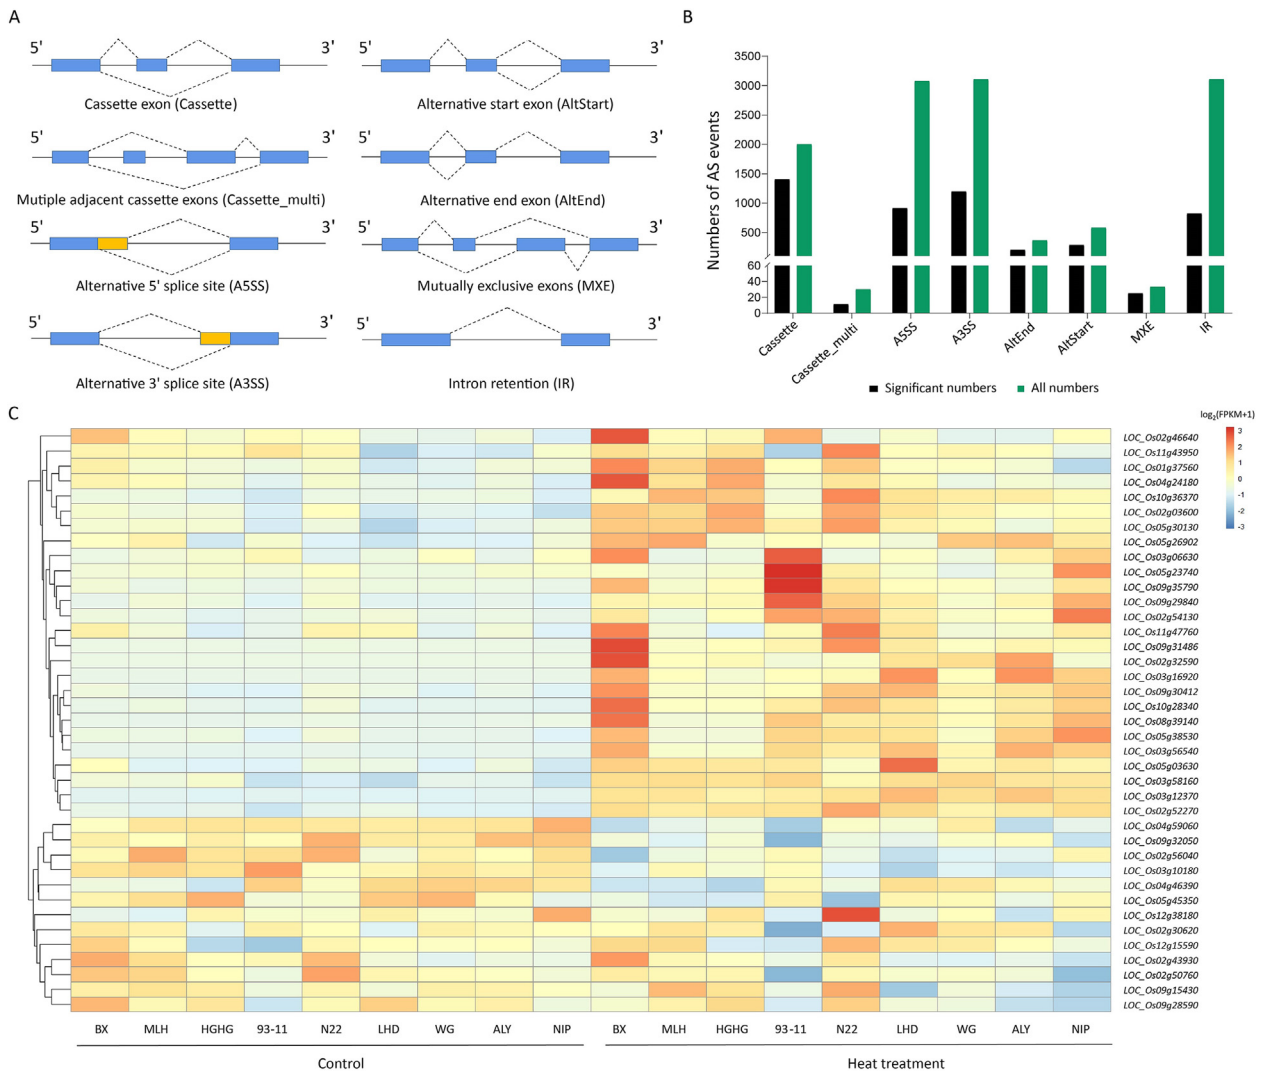 A
5'
3'
Cassette exon (Cassette)
5'
3'
Alternative start exon (AltStart)
5'
3'
Mutiple adjacent cassette exons (Cassette_multi)
5'
3'
Alternative end exon (AltEnd)
5'
3'
Alternative 5' splice site (A5SS)
5'
3'
Mutually exclusive exons (MXE)
5'
3'
Alternative 3' splice site (A3SS)
5'
3'
Intron retention (IR)
B
Numbers of AS events
3500
3000
2500
2000
1500
1000
500
60
40
20
0
Cassette
Cassette_multi
A5SS
A3SS
AltEnd
AltStart
MXE
IR
Significant numbers
All numbers
C
log2(FPKM+1)
3
2
1
0
-1
-2
-3
LOC_Os02g46640
LOC_Os11g43950
LOC_Os01g37560
LOC_Os04g24180
LOC_Os10g36370
LOC_Os02g03600
LOC_Os05g30130
LOC_Os05g26902
LOC_Os03g06630
LOC_Os05g23740
LOC_Os09g35790
LOC_Os09g29840
LOC_Os02g54130
LOC_Os11g47760
LOC_Os09g31486
LOC_Os02g32590
LOC_Os03g16920
LOC_Os09g30412
LOC_Os10g28340
LOC_Os08g39140
LOC_Os05g38530
LOC_Os03g56540
LOC_Os05g03630
LOC_Os03g58160
LOC_Os03g12370
LOC_Os02g52270
LOC_Os04g59060
LOC_Os09g32050
LOC_Os02g56040
LOC_Os03g10180
LOC_Os04g46390
LOC_Os05g45350
LOC_Os12g38180
LOC_Os02g30620
LOC_Os12g15590
LOC_Os02g43930
LOC_Os02g50760
LOC_Os09g15430
LOC_Os09g28590
BX MLH HGHG 93-11 N22 LHD WG ALY NIP BX MLH HGHG 93-11 N22 LHD WG ALY NIP
Control
Heat treatment